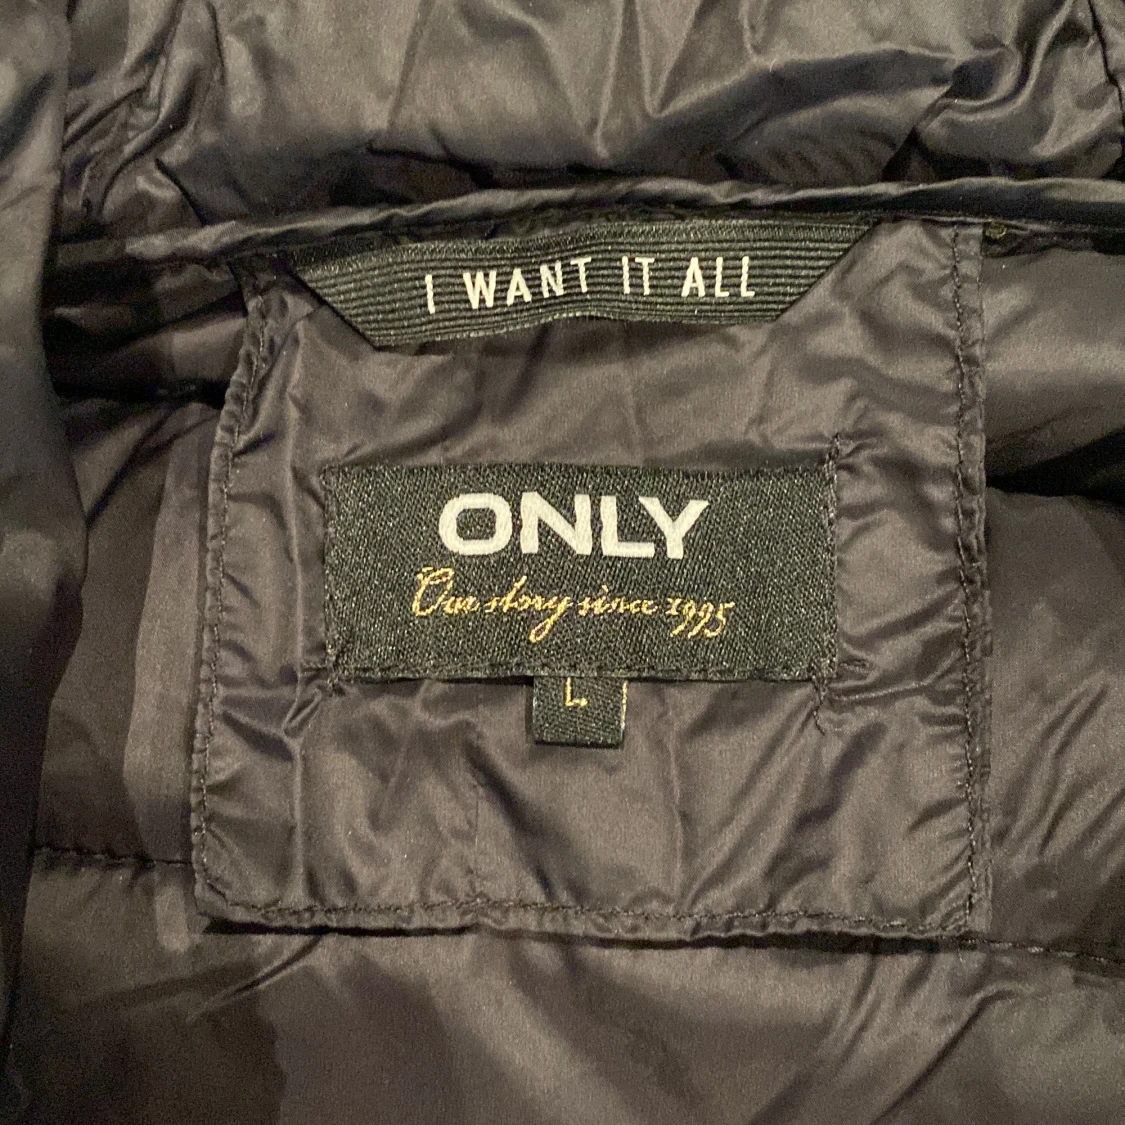 I WANT IT ALL
ONLY
Our story since 1995
L